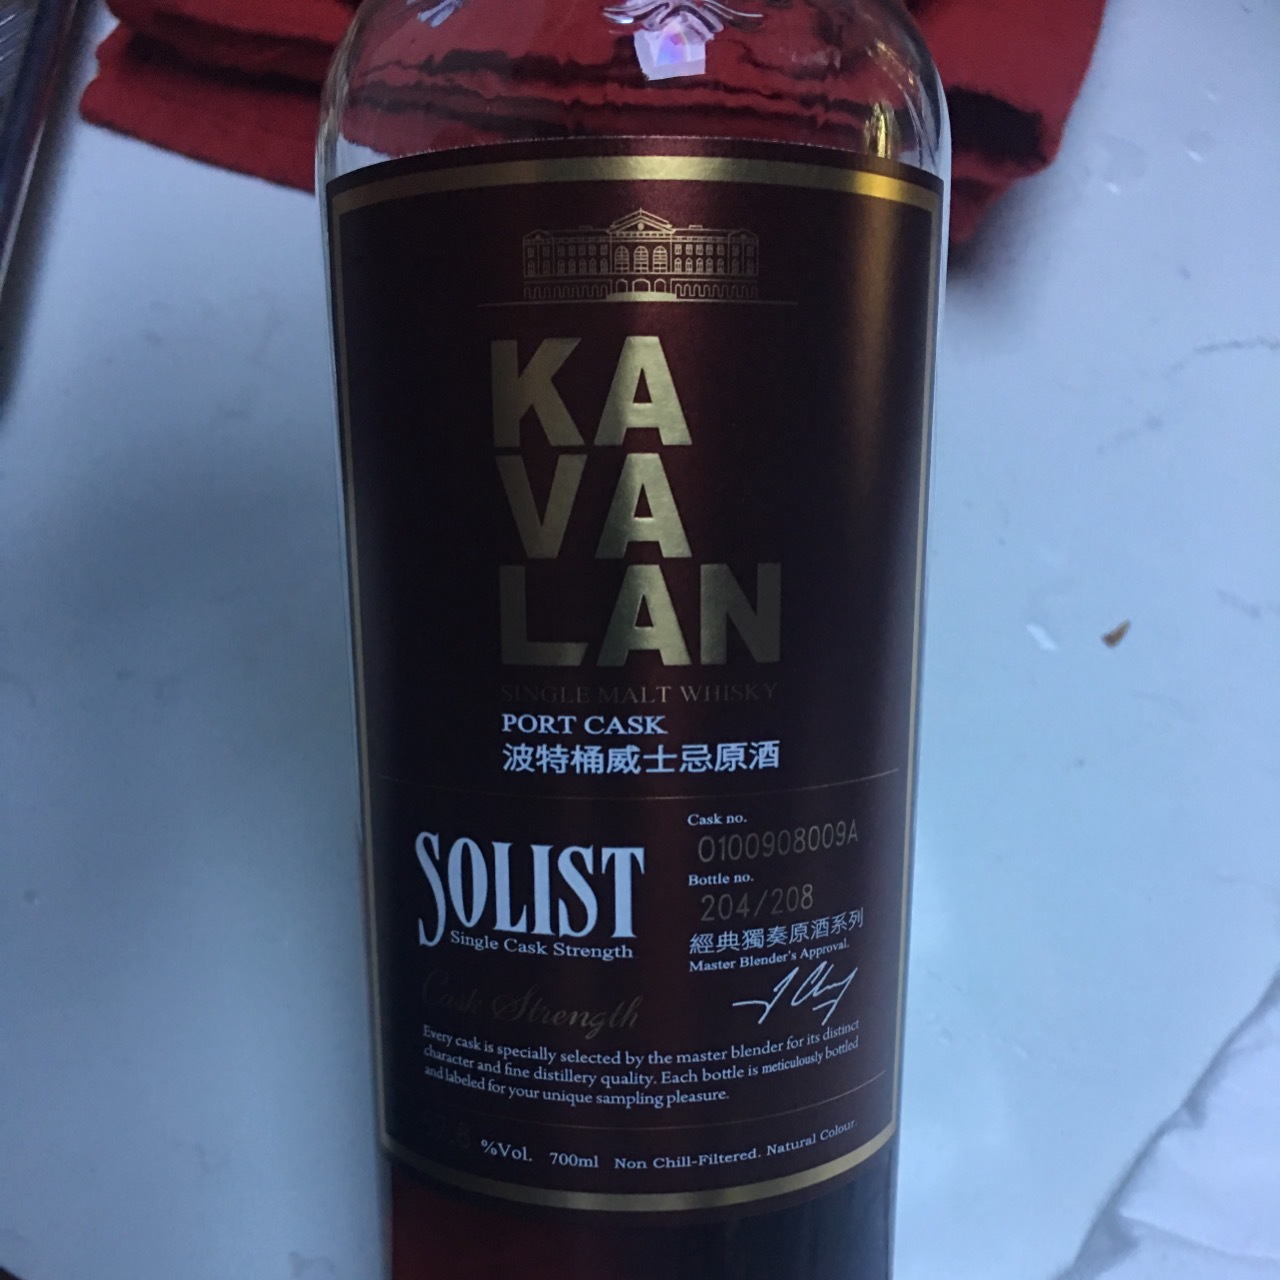 KA
VA
LAN
SINGLE MALT WHISKY
PORT CASK
波特桶威士忌原酒
SOLIST
Single Cask Strength
Cask Strength
Cask no.
O100908009A
Bottle no.
204/208
經典獨奏原酒系列
Master Blender's Approval.
Every cask is specially selected by the master blender for its distinct
character and fine distillery quality. Each bottle is meticulously bottled
and labeled for your unique sampling pleasure.
%Vol. 700ml Non Chill-Filtered. Natural Colour.